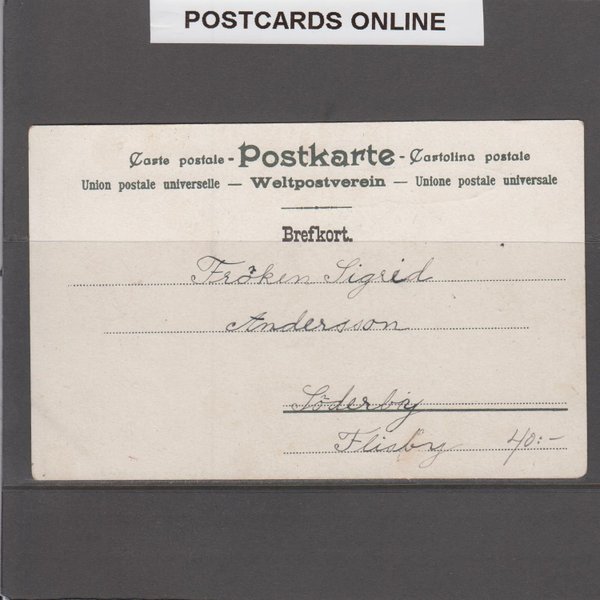 POSTCARDS ONLINE
Carte postale - Postkarte - Cartolina postale
Union postale universelle — Weltpostverein — Unione postale universale
Brefkort.
Fröken Sigrid
Andersson
Söderby
Flisby 40:-